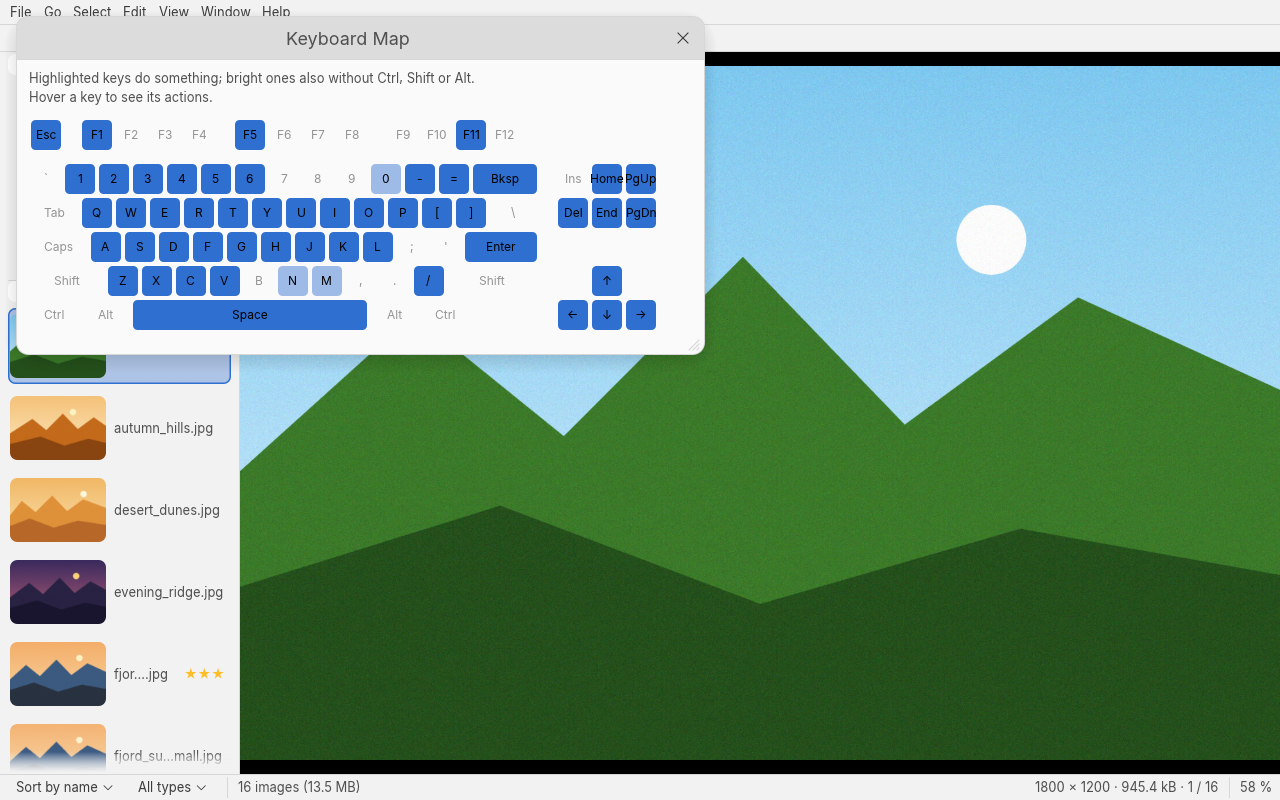 File Go Select Edit View Window Help
Keyboard Map
Highlighted keys do something; bright ones also without Ctrl, Shift or Alt.
Hover a key to see its actions.
Esc F1 F2 F3 F4 F5 F6 F7 F8 F9 F10 F11 F12
` 1 2 3 4 5 6 7 8 9 0 - = Bksp Ins Home PgUp
Tab Q W E R T Y U I O P [ ] \ Del End PgDn
Caps A S D F G H J K L ; ' Enter
Shift Z X C V B N M , . / Shift ↑
Ctrl Alt Space Alt Ctrl ← ↓ →
autumn_hills.jpg
desert_dunes.jpg
evening_ridge.jpg
fjor....jpg ★★★
fjord_su...mall.jpg
Sort by name All types 16 images (13.5 MB) 1800 × 1200 · 945.4 kB · 1 / 16 58 %